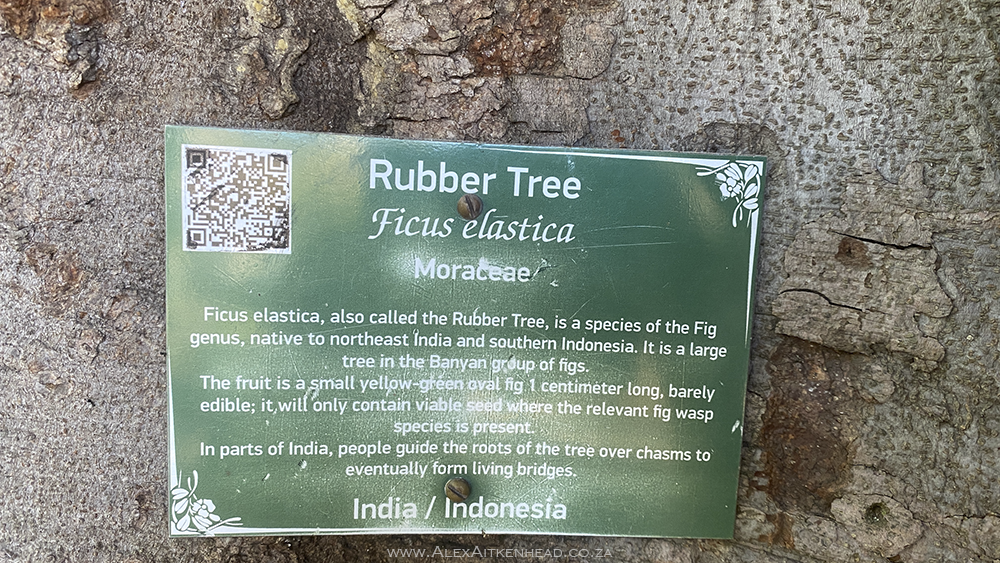 Rubber Tree
Ficus elastica
Moraceae
Ficus elastica, also called the Rubber Tree, is a species of the Fig
genus, native to northeast India and southern Indonesia. It is a large
tree in the Banyan group of figs.
The fruit is a small yellow-green oval fig 1 centimeter long, barely
edible; it will only contain viable seed where the relevant fig wasp
species is present.
In parts of India, people guide the roots of the tree over chasms to
eventually form living bridges.
India / Indonesia
www.AlexAitkenhead.co.za